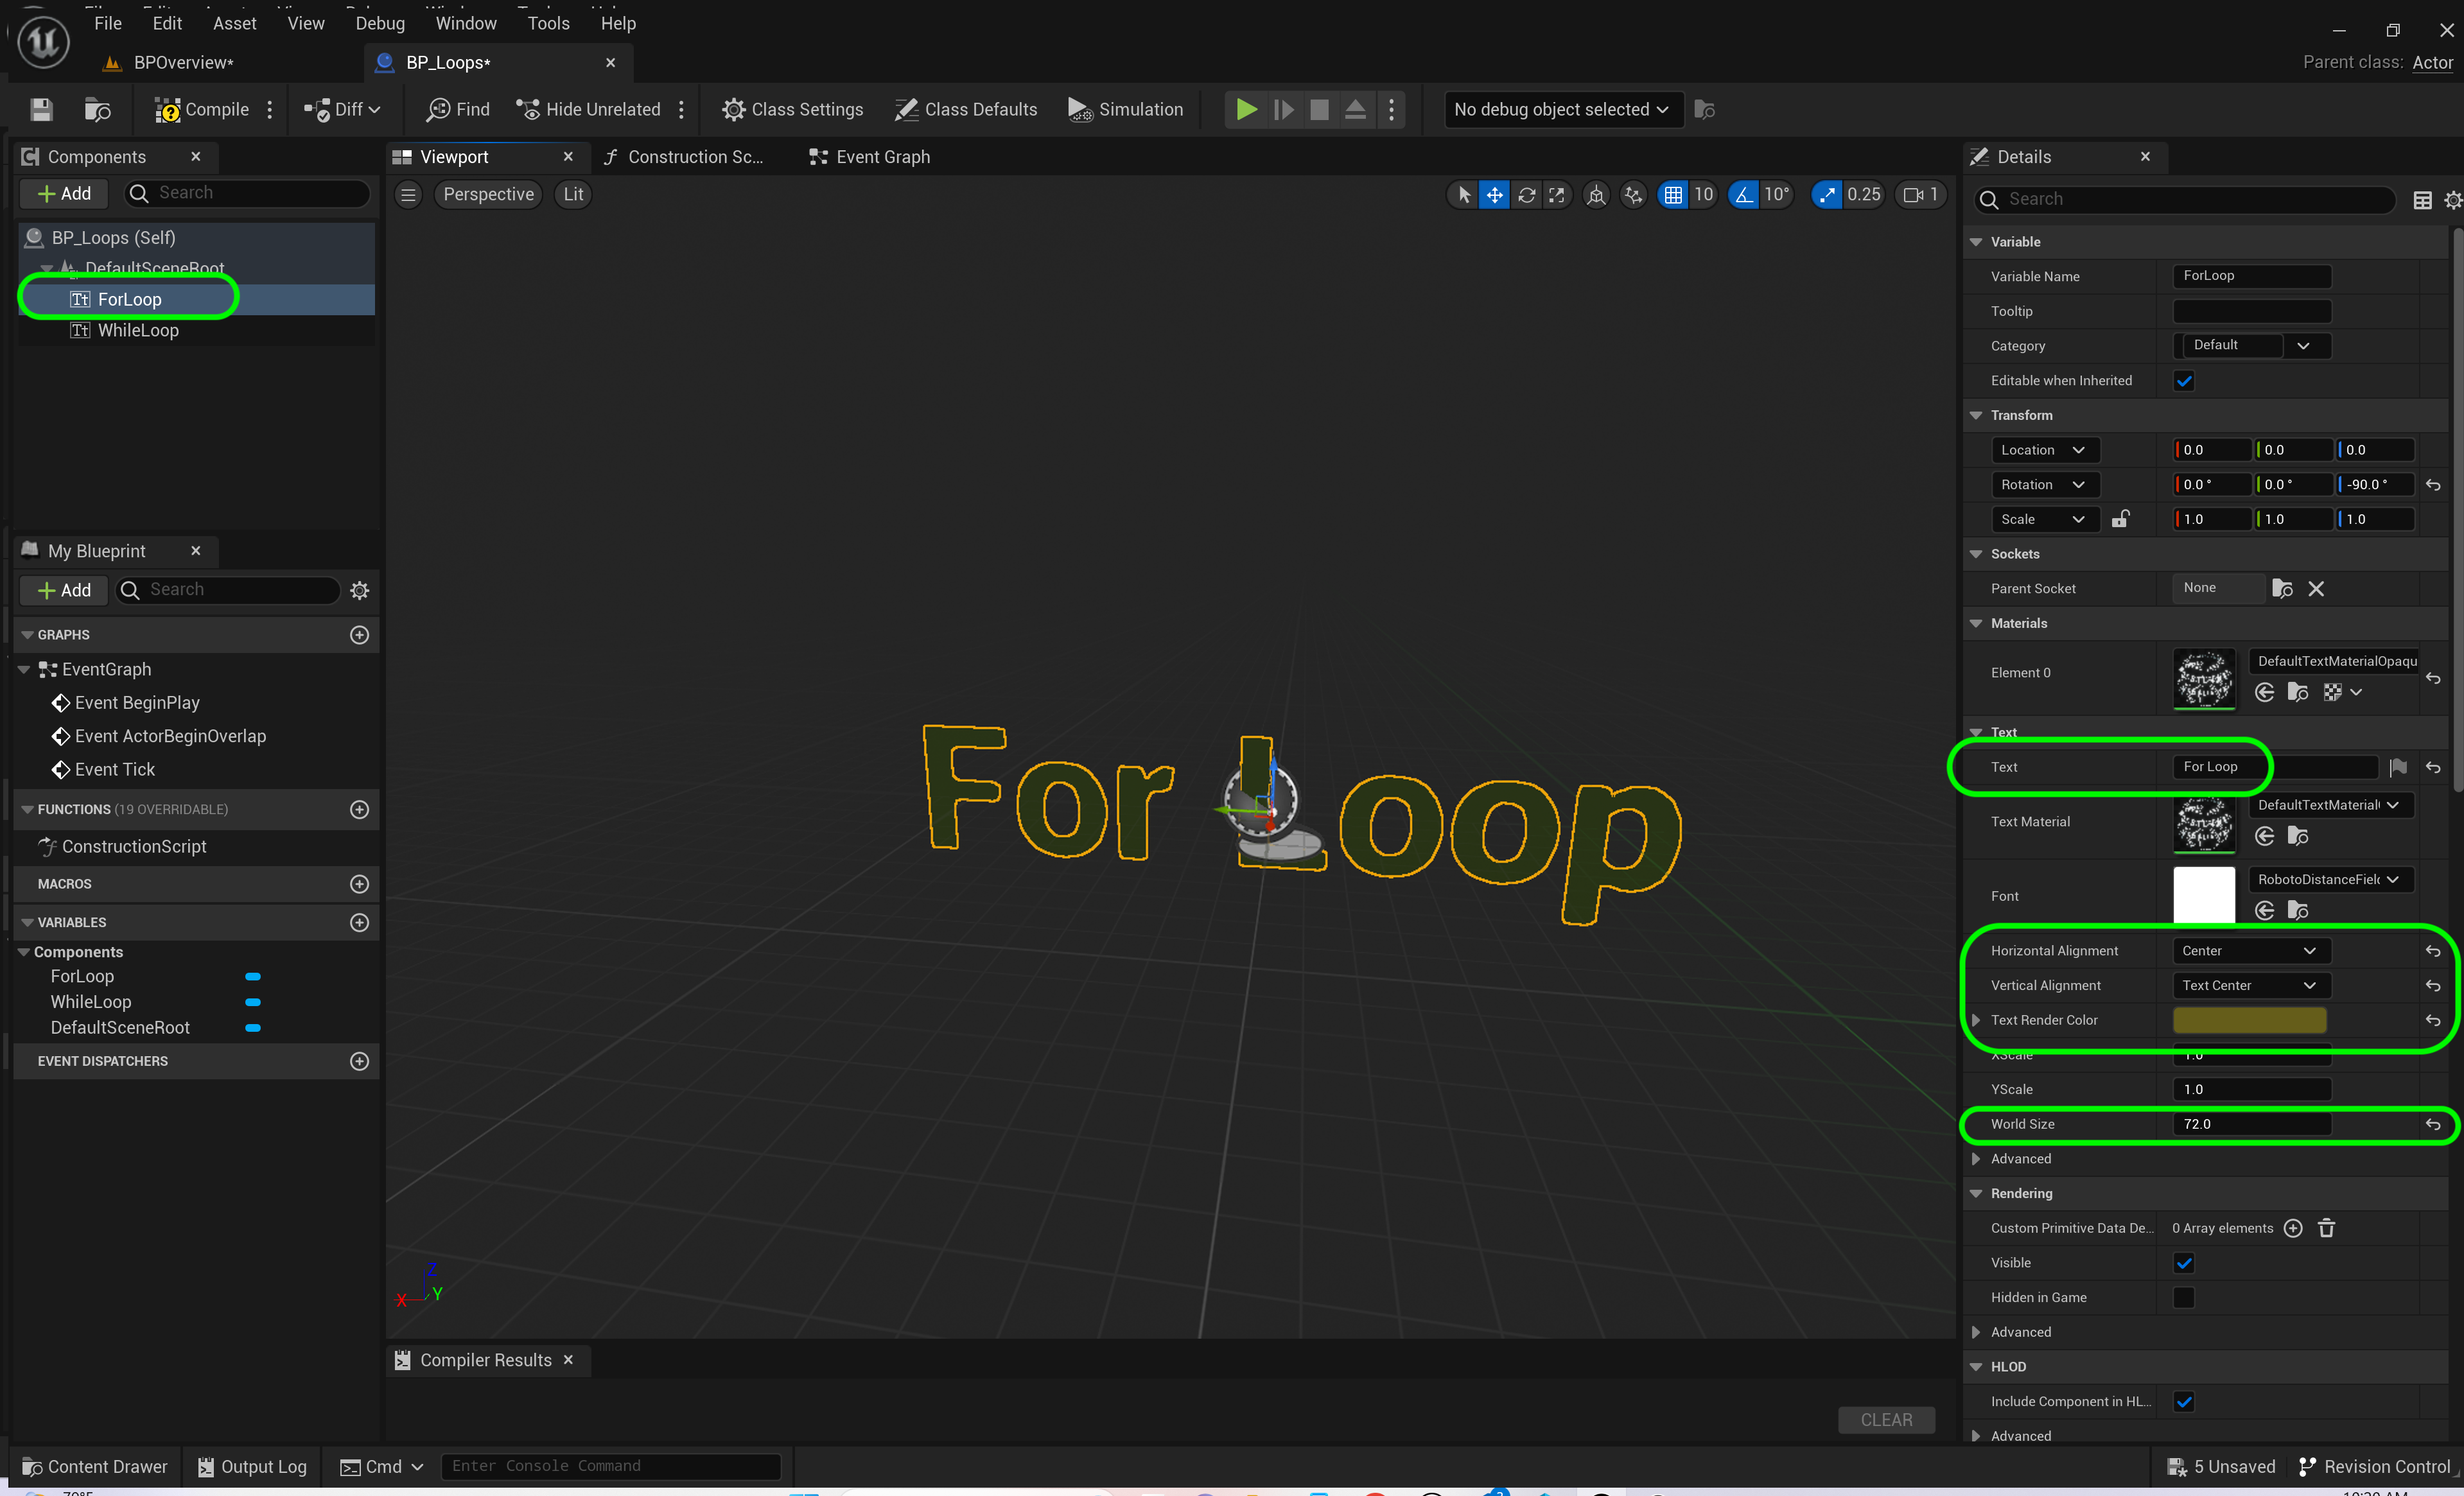 File Edit Asset View Debug Window Tools Help
BPOverview*
BP_Loops*
Parent class: Actor
Compile
Diff
Find
Hide Unrelated
Class Settings
Class Defaults
Simulation
No debug object selected
Components
Add
Search
BP_Loops (Self)
DefaultSceneRoot
ForLoop
WhileLoop
My Blueprint
Add
Search
GRAPHS
EventGraph
Event BeginPlay
Event ActorBeginOverlap
Event Tick
FUNCTIONS (19 OVERRIDABLE)
ConstructionScript
MACROS
VARIABLES
Components
ForLoop
WhileLoop
DefaultSceneRoot
EVENT DISPATCHERS
Viewport
Construction Sc...
Event Graph
Perspective
Lit
10
10°
0.25
1
For Loop
Z
X
Y
Compiler Results
CLEAR
Details
Search
Variable
Variable Name ForLoop
Tooltip
Category Default
Editable when Inherited
Transform
Location 0.0 0.0 0.0
Rotation 0.0 ° 0.0 ° -90.0 °
Scale 1.0 1.0 1.0
Sockets
Parent Socket None
Materials
Element 0 DefaultTextMaterialOpaqu
Text
Text For Loop
Text Material DefaultTextMaterial
Font RobotoDistanceField
Horizontal Alignment Center
Vertical Alignment Text Center
Text Render Color
XScale 1.0
YScale 1.0
World Size 72.0
Advanced
Rendering
Custom Primitive Data De... 0 Array elements
Visible
Hidden in Game
Advanced
HLOD
Include Component in HL...
Advanced
Content Drawer
Output Log
Cmd
Enter Console Command
5 Unsaved
Revision Control